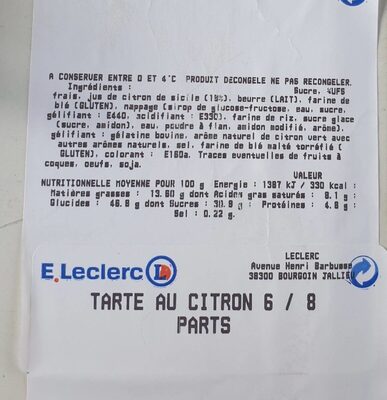 A CONSERVER ENTRE 0 ET 4°C PRODUIT DECONGELE NE PAS RECONGELER.
Ingrédients : Sucre, œUFS
frais, jus de citron de sicile (18%), beurre (LAIT), farine de
blé (GLUTEN), nappage (sirop de glucose-fructose, eau, sucre,
gélifiant : E440, acidifiant : E330), farine de riz, sucre glace
(sucre, amidon), eau, poudre à flan, amidon modifié, arôme),
gélifiant : gélatine bovine, arôme naturel de citron vert avec
autres arômes naturels, sel, farine de blé malté torréfié (
GLUTEN), colorant : E160a. Traces éventuelles de fruits à
coques, oeufs, soja.
VALEUR
NUTRITIONNELLE MOYENNE POUR 100 g Energie : 1387 kJ / 330 kcal :
Matières grasses : 13.60 g dont Acides gras saturés : 8.1 g :
Glucides : 46.8 g dont Sucres : 30.8 g : Protéines : 4.8 g :
Sel : 0.22 g.
E.Leclerc L
LECLERC
Avenue Henri Barbusse
38300 BOURGOIN JALLIEU
TARTE AU CITRON 6 / 8
PARTS